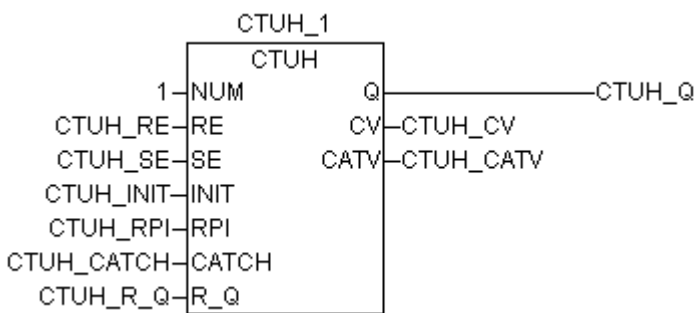 CTUH_1
CTUH
1 NUM Q CTUH_Q
CTUH_RE RE CV CTUH_CV
CTUH_SE SE CATV CTUH_CATV
CTUH_INIT INIT
CTUH_RPI RPI
CTUH_CATCH CATCH
CTUH_R_Q R_Q